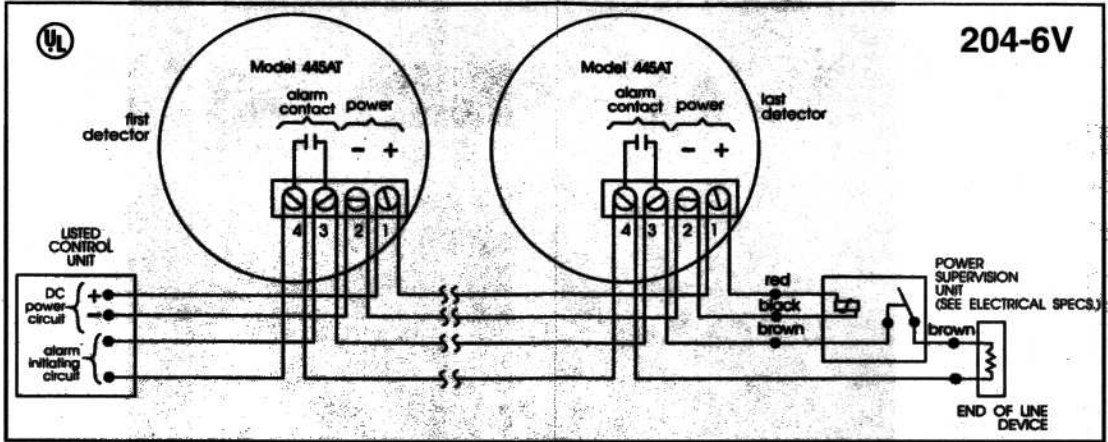 UL
204-6V
Model 445AT
alarm contact
power
− +
first detector
4 3 2 1
Model 445AT
alarm contact
power
− +
last detector
4 3 2 1
LISTED
CONTROL
UNIT
DC
power
circuit
+
−
alarm
initiating
circuit
red
black
brown
POWER
SUPERVISION
UNIT
(SEE ELECTRICAL SPECS.)
brown
END OF LINE
DEVICE